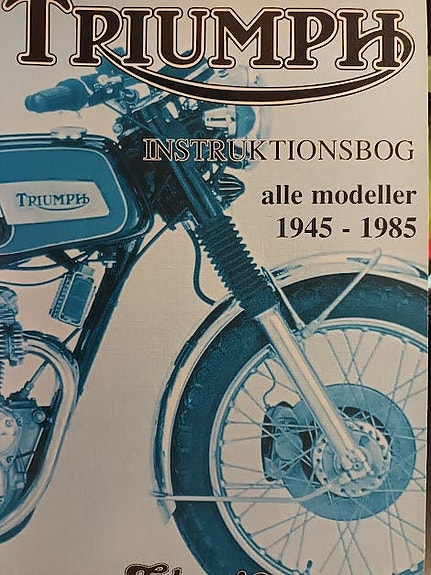 TRIUMPH
INSTRUKTIONSBOG
alle modeller
1945 - 1985
TRIUMPH